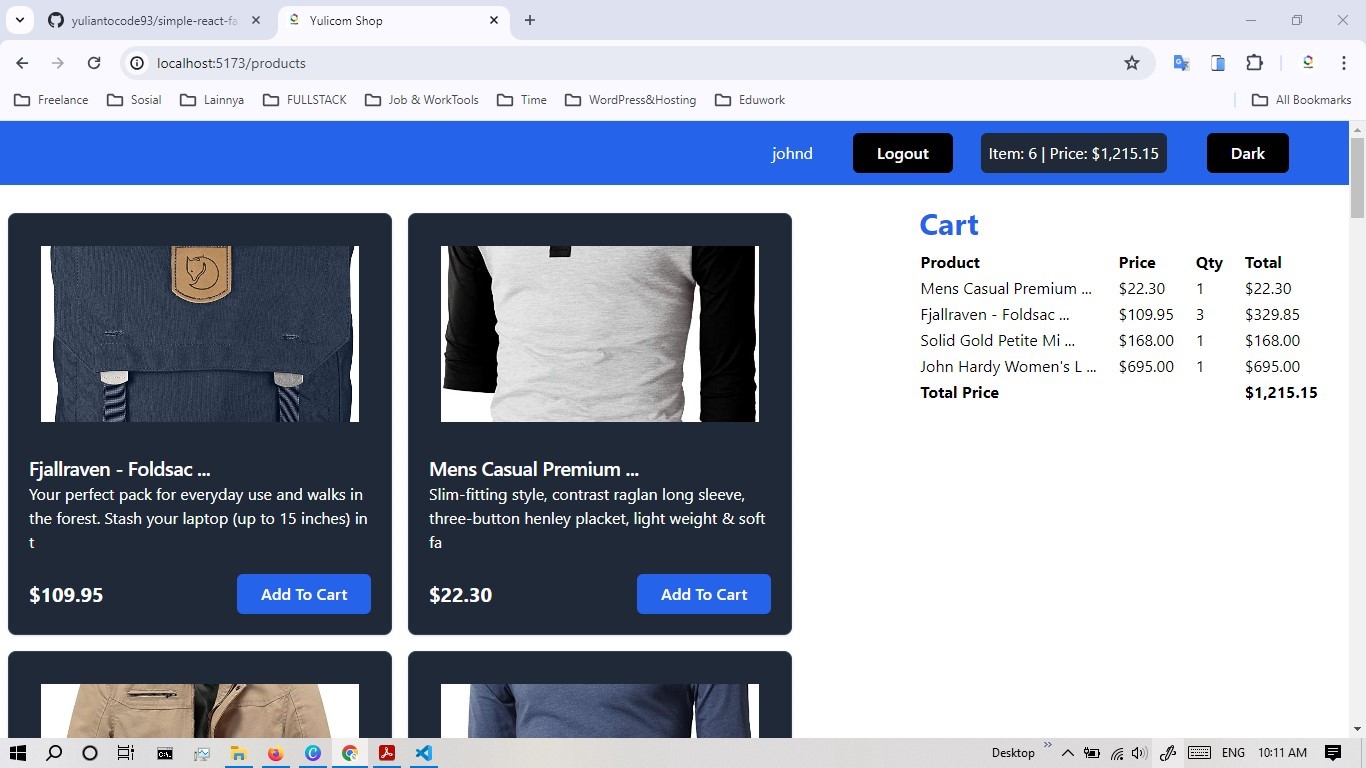 yuliantocode93/simple-react-fa
Yulicom Shop
localhost:5173/products
Freelance Sosial Lainnya FULLSTACK Job & WorkTools Time WordPress&Hosting Eduwork All Bookmarks
johnd Logout Item: 6 | Price: $1,215.15 Dark
Fjallraven - Foldsac ...
Your perfect pack for everyday use and walks in
the forest. Stash your laptop (up to 15 inches) in
t
$109.95 Add To Cart
Mens Casual Premium ...
Slim-fitting style, contrast raglan long sleeve,
three-button henley placket, light weight & soft
fa
$22.30 Add To Cart
Cart
Product Price Qty Total
Mens Casual Premium ... $22.30 1 $22.30
Fjallraven - Foldsac ... $109.95 3 $329.85
Solid Gold Petite Mi ... $168.00 1 $168.00
John Hardy Women's L ... $695.00 1 $695.00
Total Price $1,215.15
Desktop ENG 10:11 AM